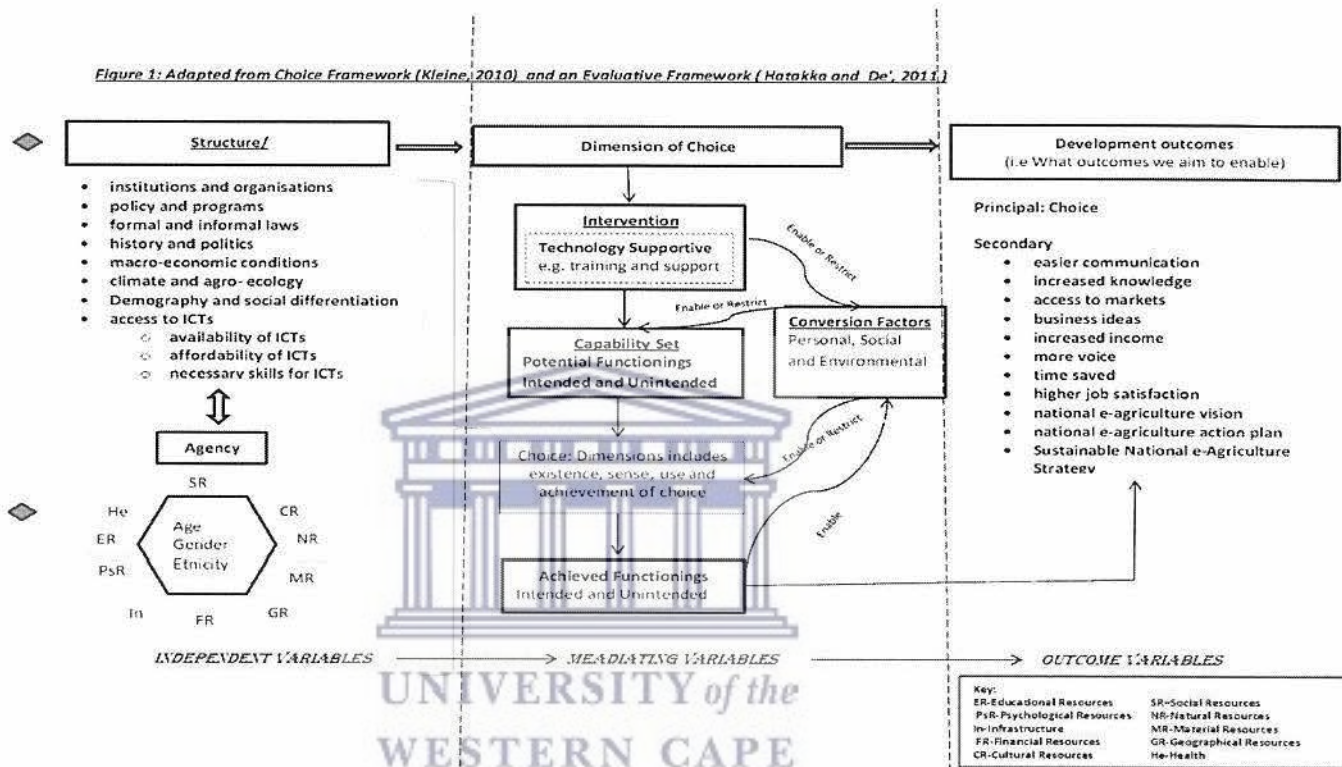 Figure 1: Adapted from Choice Framework (Kleine, 2010) and an Evaluative Framework ( Hatakka and De', 2011.)
Structure/
institutions and organisations
policy and programs
formal and informal laws
history and politics
macro-economic conditions
climate and agro- ecology
Demography and social differentiation
access to ICTs
availability of ICTs
affordability of ICTs
necessary skills for ICTs
Agency
SR
He
CR
ER
NR
PsR
MR
In
FR
GR
Age
Gender
Etnicity
Dimension of Choice
Intervention
Technology Supportive
e.g. training and support
Enable or Restrict
Enable or Restrict
Capability Set
Potential Functionings
Intended and Unintended
Conversion Factors
Personal, Social
and Environmental
Enable or Restrict
Choice: Dimensions includes
existence, sense, use and
achievement of choice
Enable
Achieved Functionings
Intended and Unintended
Development outcomes
(i.e What outcomes we aim to enable)
Principal: Choice
Secondary
easier communication
increased knowledge
access to markets
business ideas
increased income
more voice
time saved
higher job satisfaction
national e-agriculture vision
national e-agriculture action plan
Sustainable National e-Agriculture
Strategy
INDEPENDENT VARIABLES
MEADIATING VARIABLES
OUTCOME VARIABLES
UNIVERSITY of the
WESTERN CAPE
Key:
ER-Educational Resources SR-Social Resources
PsR-Psychological Resources NR-Natural Resources
In-Infrastructure MR-Material Resources
FR-Financial Resources GR-Geographical Resources
CR-Cultural Resources He-Health